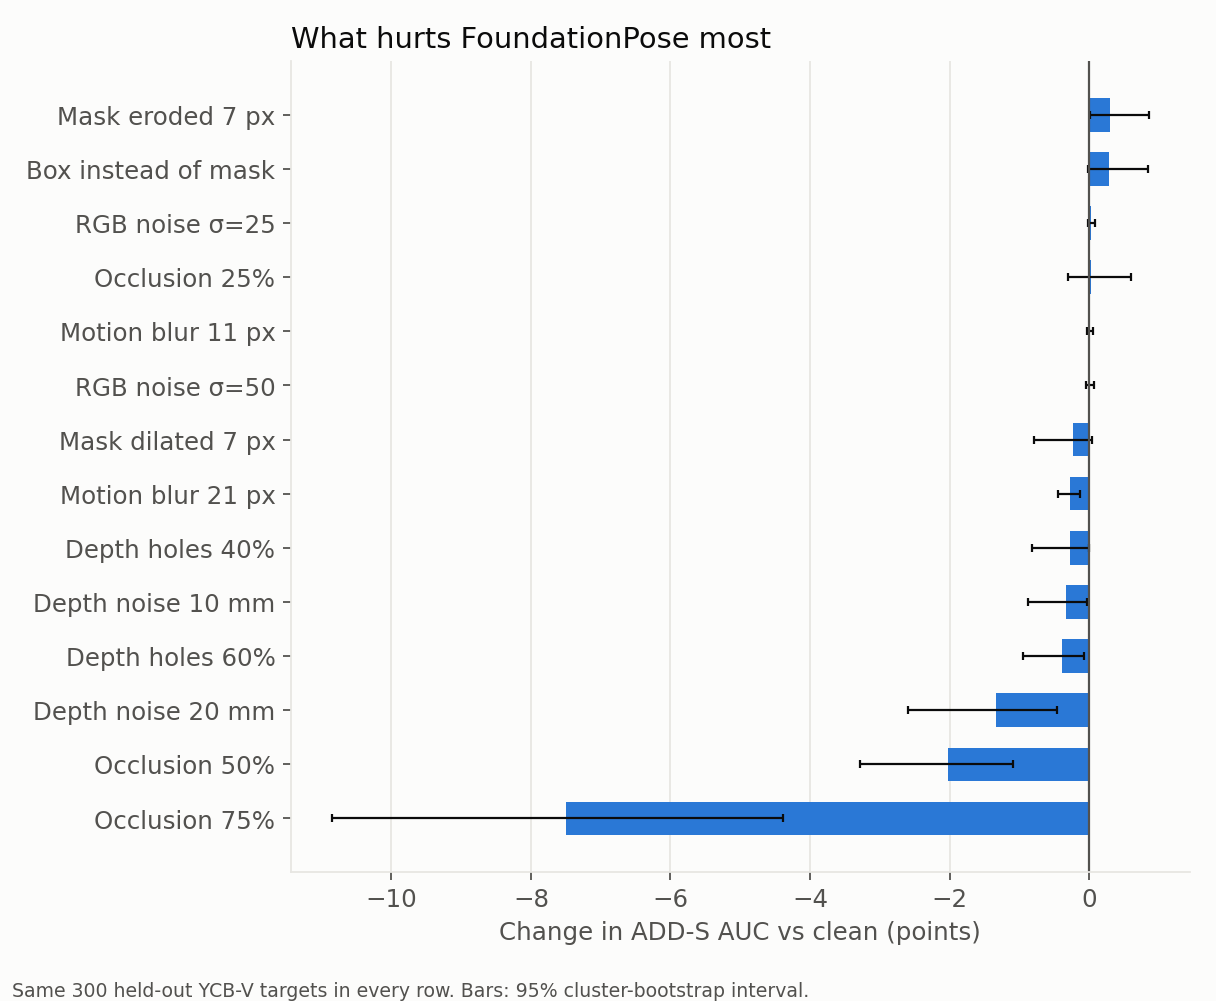 What hurts FoundationPose most
Mask eroded 7 px
Box instead of mask
RGB noise σ=25
Occlusion 25%
Motion blur 11 px
RGB noise σ=50
Mask dilated 7 px
Motion blur 21 px
Depth holes 40%
Depth noise 10 mm
Depth holes 60%
Depth noise 20 mm
Occlusion 50%
Occlusion 75%
−10 −8 −6 −4 −2 0
Change in ADD-S AUC vs clean (points)
Same 300 held-out YCB-V targets in every row. Bars: 95% cluster-bootstrap interval.